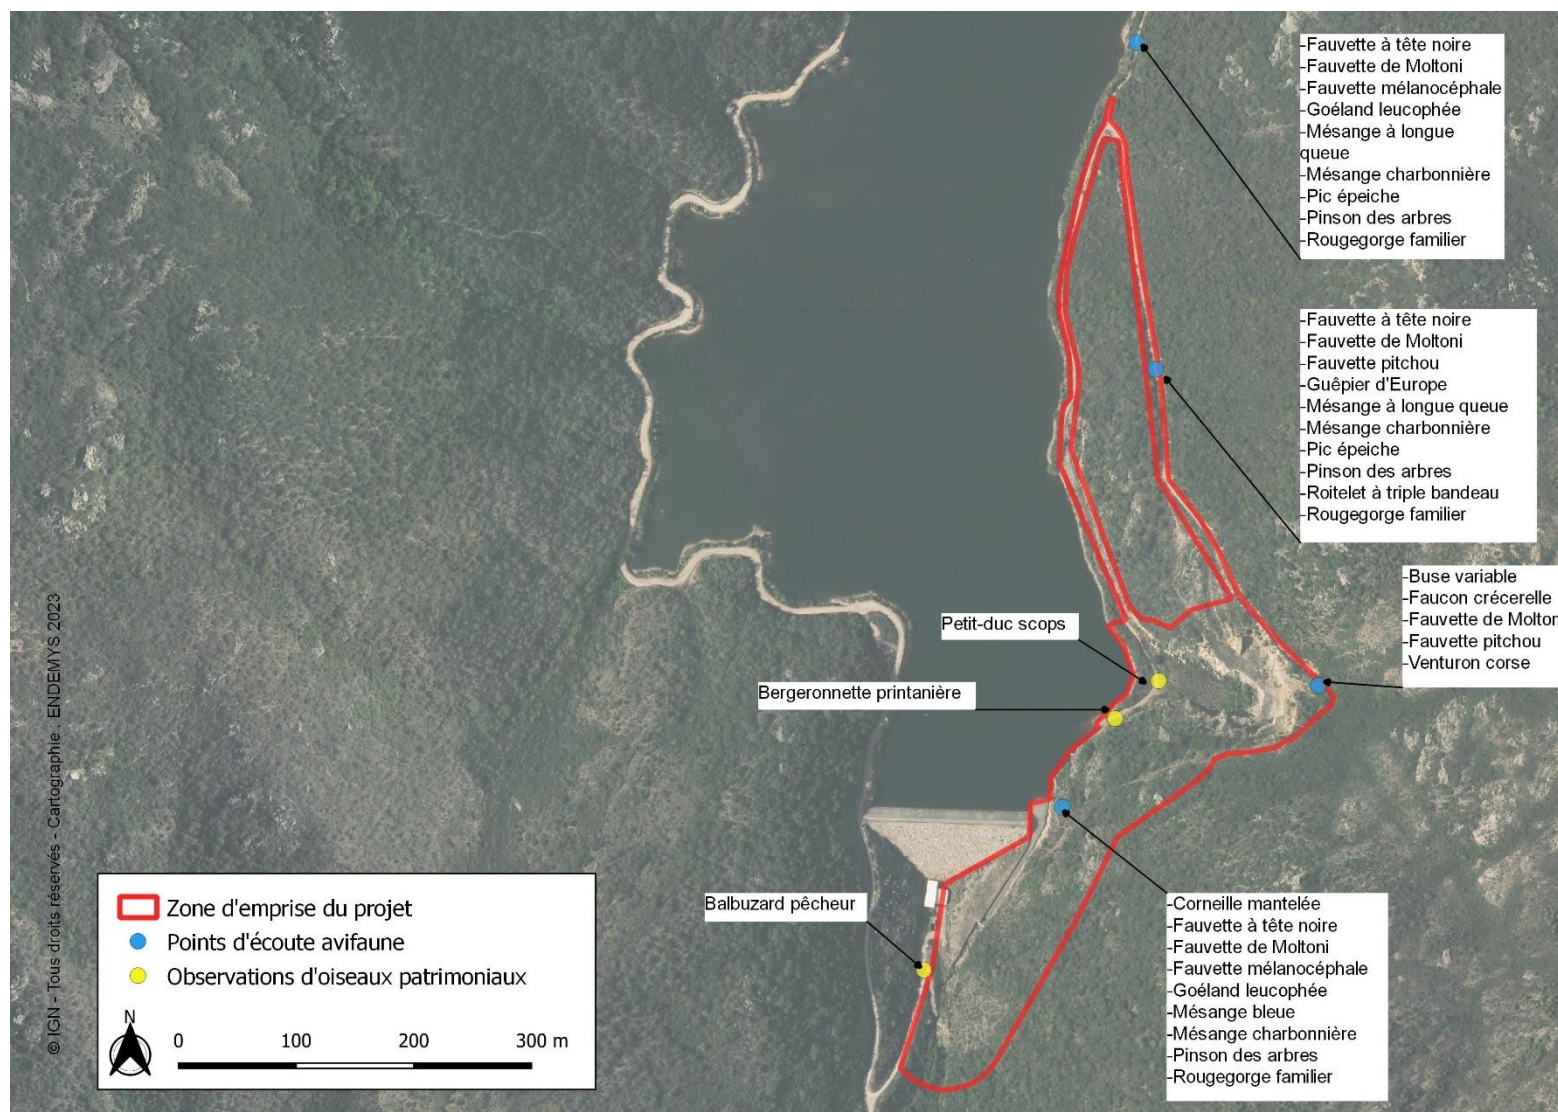 -Fauvette à tête noire
-Fauvette de Moltoni
-Fauvette mélanocéphale
-Goéland leucophée
-Mésange à longue
queue
-Mésange charbonnière
-Pic épeiche
-Pinson des arbres
-Rougegorge familier
-Fauvette à tête noire
-Fauvette de Moltoni
-Fauvette pitchou
-Guêpier d'Europe
-Mésange à longue queue
-Mésange charbonnière
-Pic épeiche
-Pinson des arbres
-Roitelet à triple bandeau
-Rougegorge familier
-Buse variable
-Faucon crécerelle
-Fauvette de Molton
-Fauvette pitchou
-Venturon corse
Petit-duc scops
Bergeronnette printanière
Balbuzard pêcheur
-Corneille mantelée
-Fauvette à tête noire
-Fauvette de Moltoni
-Fauvette mélanocéphale
-Goéland leucophée
-Mésange bleue
-Mésange charbonnière
-Pinson des arbres
-Rougegorge familier
Zone d'emprise du projet
Points d'écoute avifaune
Observations d'oiseaux patrimoniaux
N
0 100 200 300 m
© IGN - Tous droits réservés - Cartographie : ENDEMYS 2023